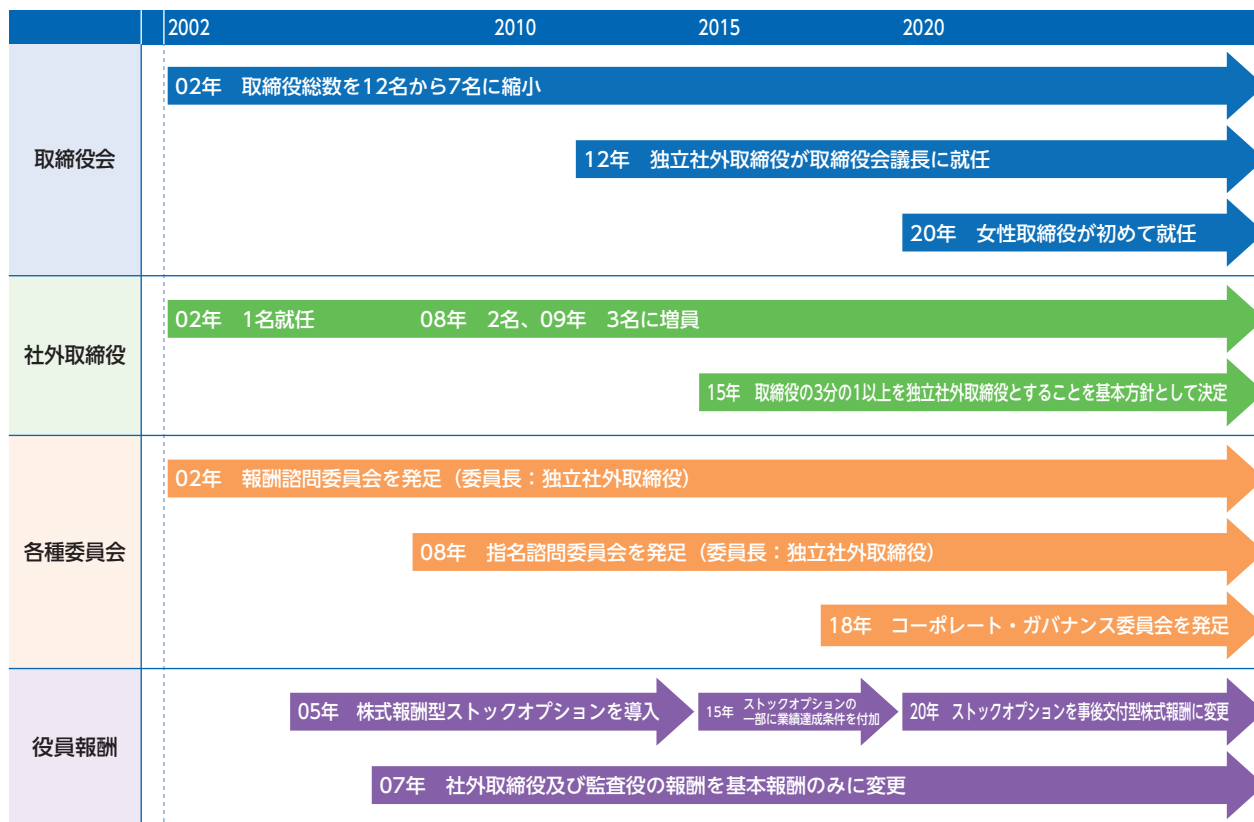 2002 2010 2015 2020
取締役会
02年 取締役総数を12名から7名に縮小
12年 独立社外取締役が取締役会議長に就任
20年 女性取締役が初めて就任
社外取締役
02年 1名就任 08年 2名、09年 3名に増員
15年 取締役の3分の1以上を独立社外取締役とすることを基本方針として決定
各種委員会
02年 報酬諮問委員会を発足（委員長：独立社外取締役）
08年 指名諮問委員会を発足（委員長：独立社外取締役）
18年 コーポレート・ガバナンス委員会を発足
役員報酬
05年 株式報酬型ストックオプションを導入
15年 ストックオプションの
一部に業績達成条件を付加
20年 ストックオプションを事後交付型株式報酬に変更
07年 社外取締役及び監査役の報酬を基本報酬のみに変更